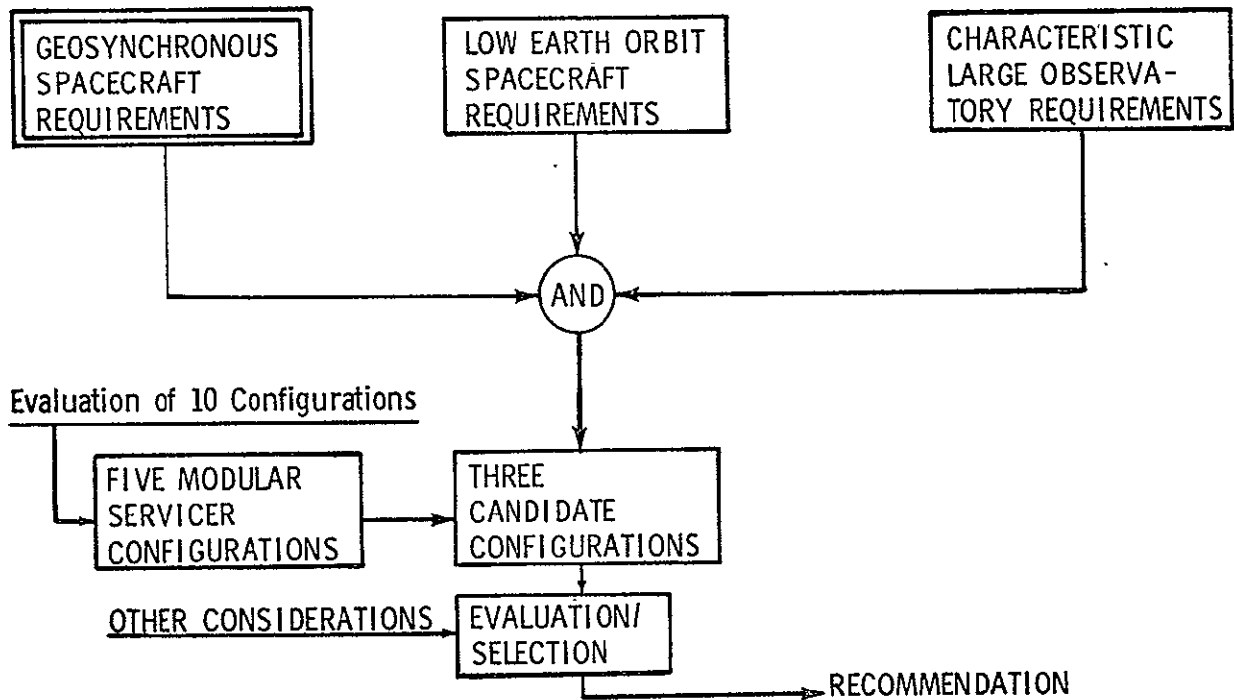 GEOSYNCHRONOUS
SPACECRAFT
REQUIREMENTS
LOW EARTH ORBIT
SPACECRAFT
REQUIREMENTS
CHARACTERISTIC
LARGE OBSERVA-
TORY REQUIREMENTS
AND
Evaluation of 10 Configurations
FIVE MODULAR
SERVICER
CONFIGURATIONS
THREE
CANDIDATE
CONFIGURATIONS
OTHER CONSIDERATIONS
EVALUATION/
SELECTION
RECOMMENDATION